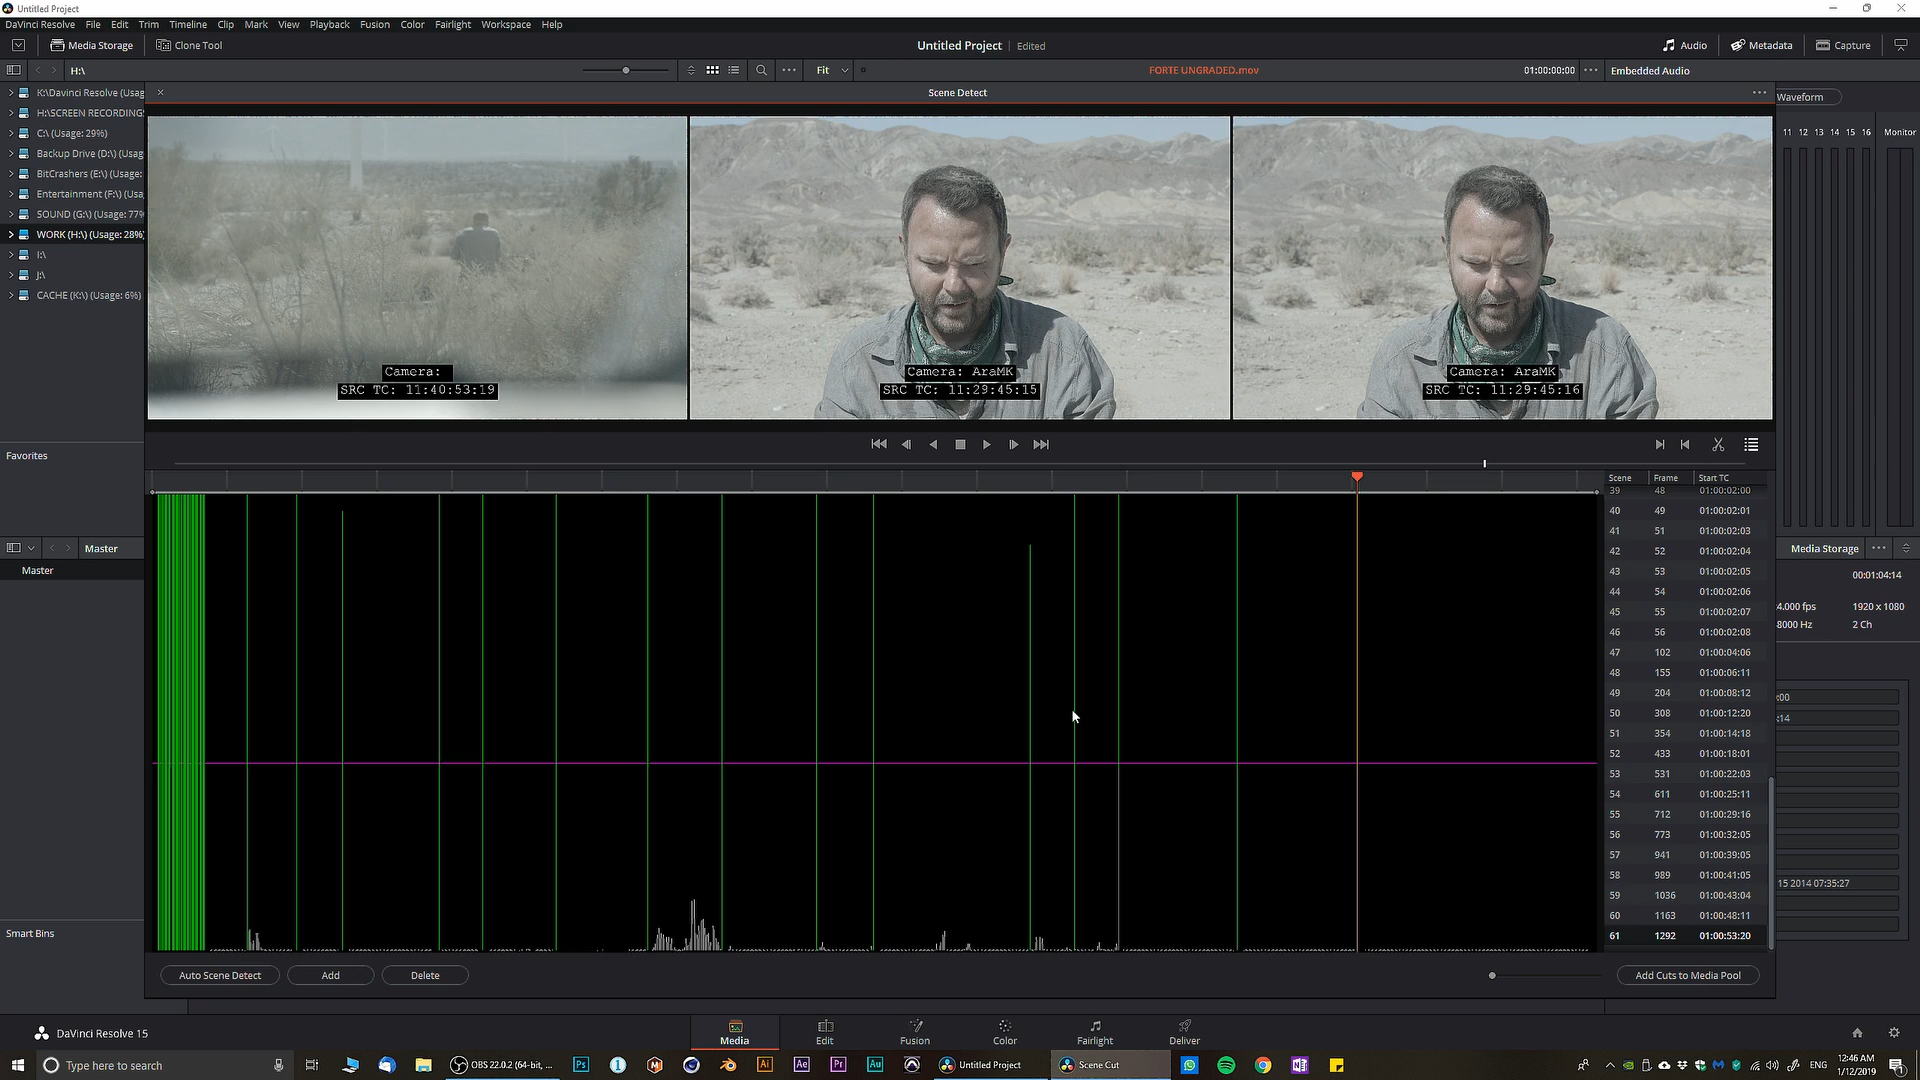 Untitled Project
DaVinci Resolve File Edit Trim Timeline Clip Mark View Playback Fusion Color Fairlight Workspace Help
Media Storage Clone Tool Untitled Project Edited Audio Metadata Capture
H:\ Fit FORTE UNGRADED.mov 01:00:00:00 Embedded Audio
K:\Davinci Resolve (Usag
H:\SCREEN RECORDING
C:\ (Usage: 29%)
Backup Drive (D:\) (Usag
BitCrashers (E:\) (Usage:
Entertainment (F:\) (Usa
SOUND (G:\) (Usage: 77%
WORK (H:\) (Usage: 28%)
I:\
J:\
CACHE (K:\) (Usage: 6%)
Scene Detect
Waveform
11 12 13 14 15 16 Monitor
Camera:
SRC TC: 11:40:53:19
Camera: AraMK
SRC TC: 11:29:45:15
Camera: AraMK
SRC TC: 11:29:45:16
Favorites
Master
Master
Smart Bins
Scene Frame Start TC
39 48 01:00:02:00
40 49 01:00:02:01
41 51 01:00:02:03
42 52 01:00:02:04
43 53 01:00:02:05
44 54 01:00:02:06
45 55 01:00:02:07
46 56 01:00:02:08
47 102 01:00:04:06
48 155 01:00:06:11
49 204 01:00:08:12
50 308 01:00:12:20
51 354 01:00:14:18
52 433 01:00:18:01
53 531 01:00:22:03
54 611 01:00:25:11
55 712 01:00:29:16
56 773 01:00:32:05
57 941 01:00:39:05
58 989 01:00:41:05
59 1036 01:00:43:04
60 1163 01:00:48:11
61 1292 01:00:53:20
Media Storage
00:01:04:14
4.000 fps 1920 x 1080
8000 Hz 2 Ch
:00
:14
15 2014 07:35:27
Auto Scene Detect Add Delete Add Cuts to Media Pool
DaVinci Resolve 15 Media Edit Fusion Color Fairlight Deliver
Type here to search OBS 22.0.2 (64-bit, ... Ps Ai Ae Pr Au Untitled Project Scene Cut ENG 12:46 AM
1/12/2019